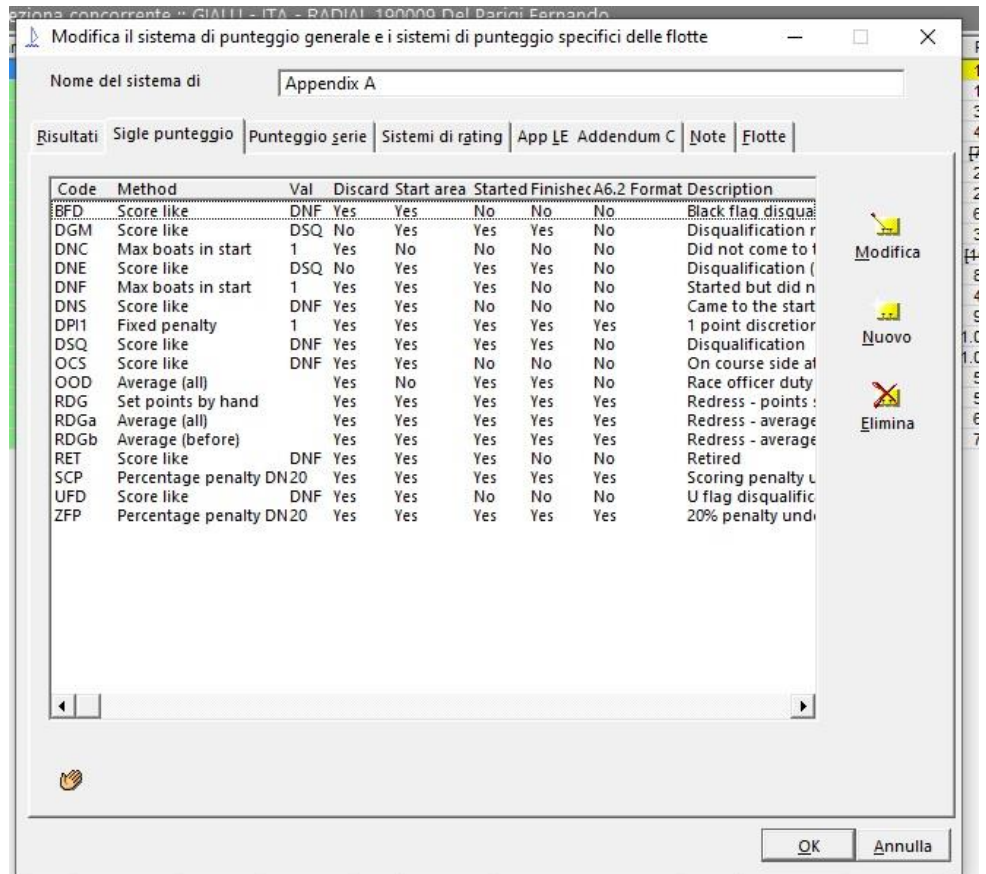 eziona concorrente :: GIALLI - ITA - RADIAL 190009 Del Parigi Fernando
Modifica il sistema di punteggio generale e i sistemi di punteggio specifici delle flotte
Nome del sistema di Appendix A
Risultati Sigle punteggio Punteggio serie Sistemi di rating App LE Addendum C Note Flotte
Code Method Val Discard Start area Started Finishec A6.2 Format Description
BFD Score like DNF Yes Yes No No No Black flag disqua
DGM Score like DSQ No Yes Yes Yes No Disqualification r
DNC Max boats in start 1 Yes No No No No Did not come to t
DNE Score like DSQ No Yes Yes Yes No Disqualification (
DNF Max boats in start 1 Yes Yes Yes No No Started but did n
DNS Score like DNF Yes Yes No No No Came to the start
DPI1 Fixed penalty 1 Yes Yes Yes Yes Yes 1 point discretior
DSQ Score like DNF Yes Yes Yes Yes No Disqualification
OCS Score like DNF Yes Yes No No No On course side at
OOD Average (all) Yes No Yes Yes No Race officer duty
RDG Set points by hand Yes Yes Yes Yes Yes Redress - points
RDGa Average (all) Yes Yes Yes Yes Yes Redress - average
RDGb Average (before) Yes Yes Yes Yes Yes Redress - average
RET Score like DNF Yes Yes Yes No No Retired
SCP Percentage penalty DN 20 Yes Yes Yes Yes Yes Scoring penalty u
UFD Score like DNF Yes Yes No No No U flag disqualific
ZFP Percentage penalty DN 20 Yes Yes Yes Yes Yes 20% penalty und
Modifica
Nuovo
Elimina
OK Annulla